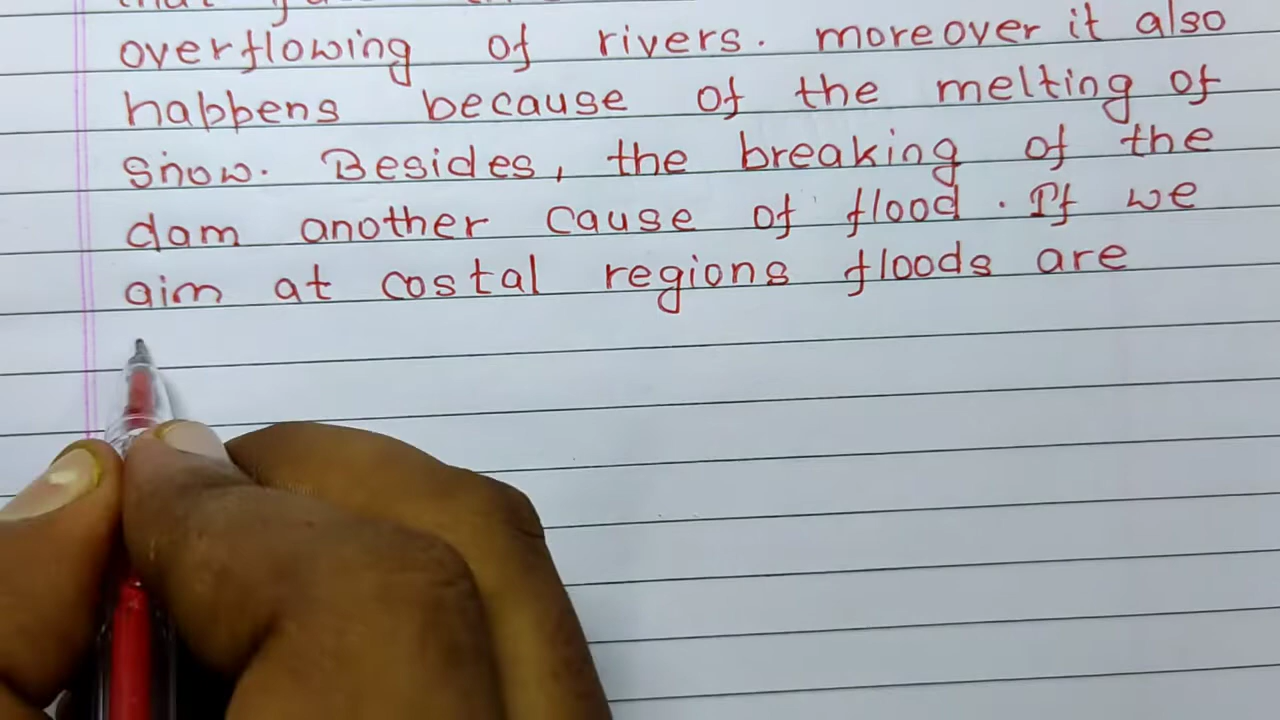 overflowing of rivers. moreover it also
happens because of the melting of
snow. Besides, the breaking of the
dam another cause of flood. If we
aim at costal regions floods are